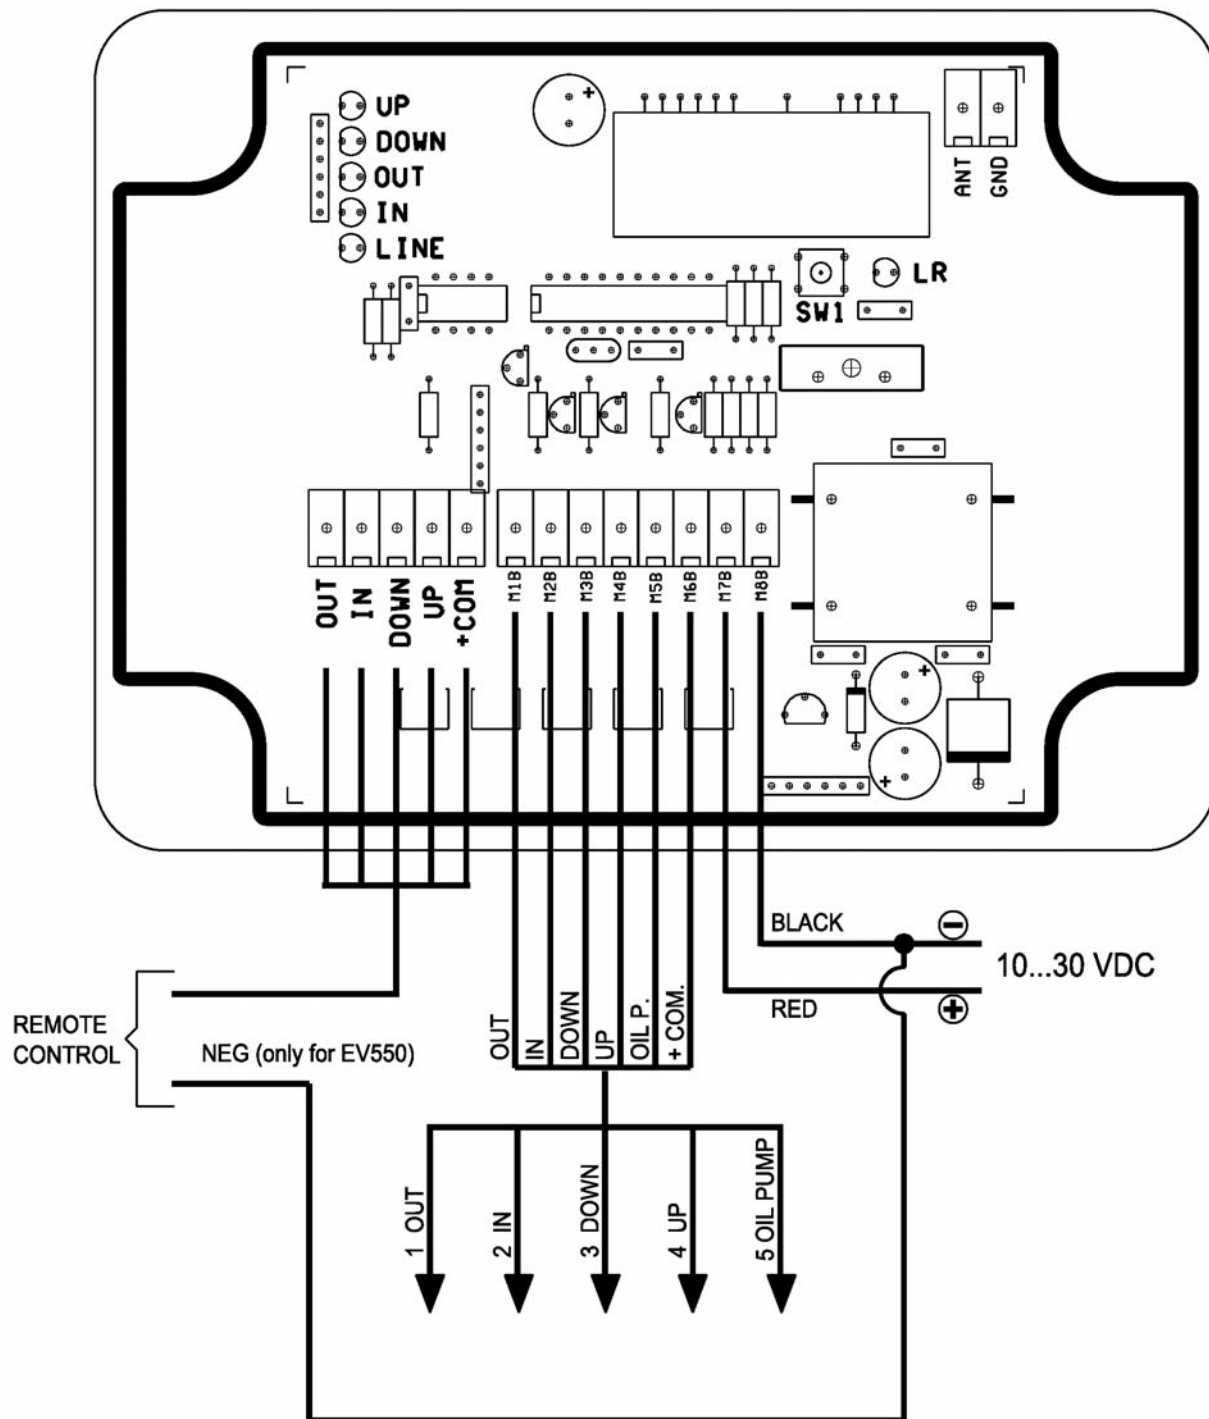 UP
DOWN
OUT
IN
LINE
ANT
GND
SW1
LR
OUT
IN
DOWN
UP
+COM
M1B
M2B
M3B
M4B
M5B
M6B
M7B
M8B
BLACK
10...30 VDC
RED
REMOTE
CONTROL
NEG (only for EV550)
OUT
IN
DOWN
UP
OIL P.
+ COM.
1 OUT
2 IN
3 DOWN
4 UP
5 OIL PUMP